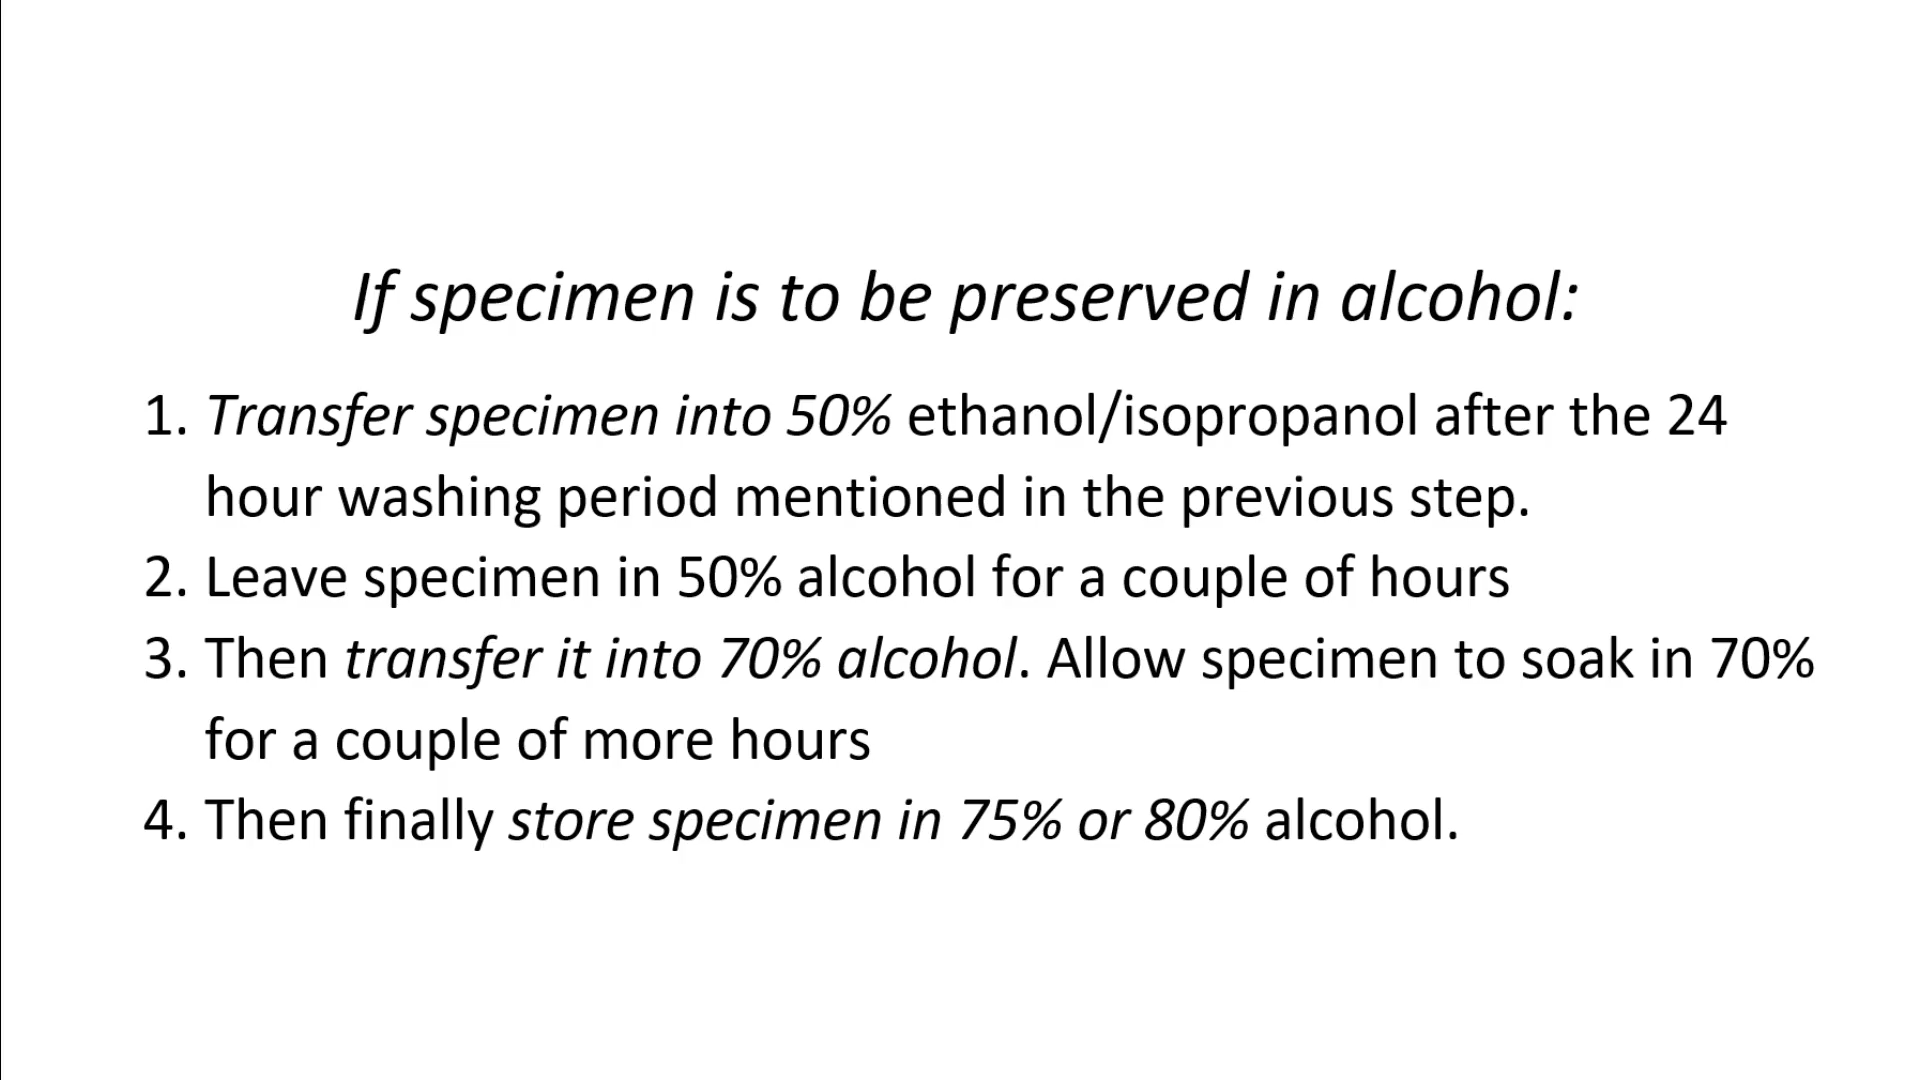 If specimen is to be preserved in alcohol:
1. Transfer specimen into 50% ethanol/isopropanol after the 24
hour washing period mentioned in the previous step.
2. Leave specimen in 50% alcohol for a couple of hours
3. Then transfer it into 70% alcohol. Allow specimen to soak in 70%
for a couple of more hours
4. Then finally store specimen in 75% or 80% alcohol.